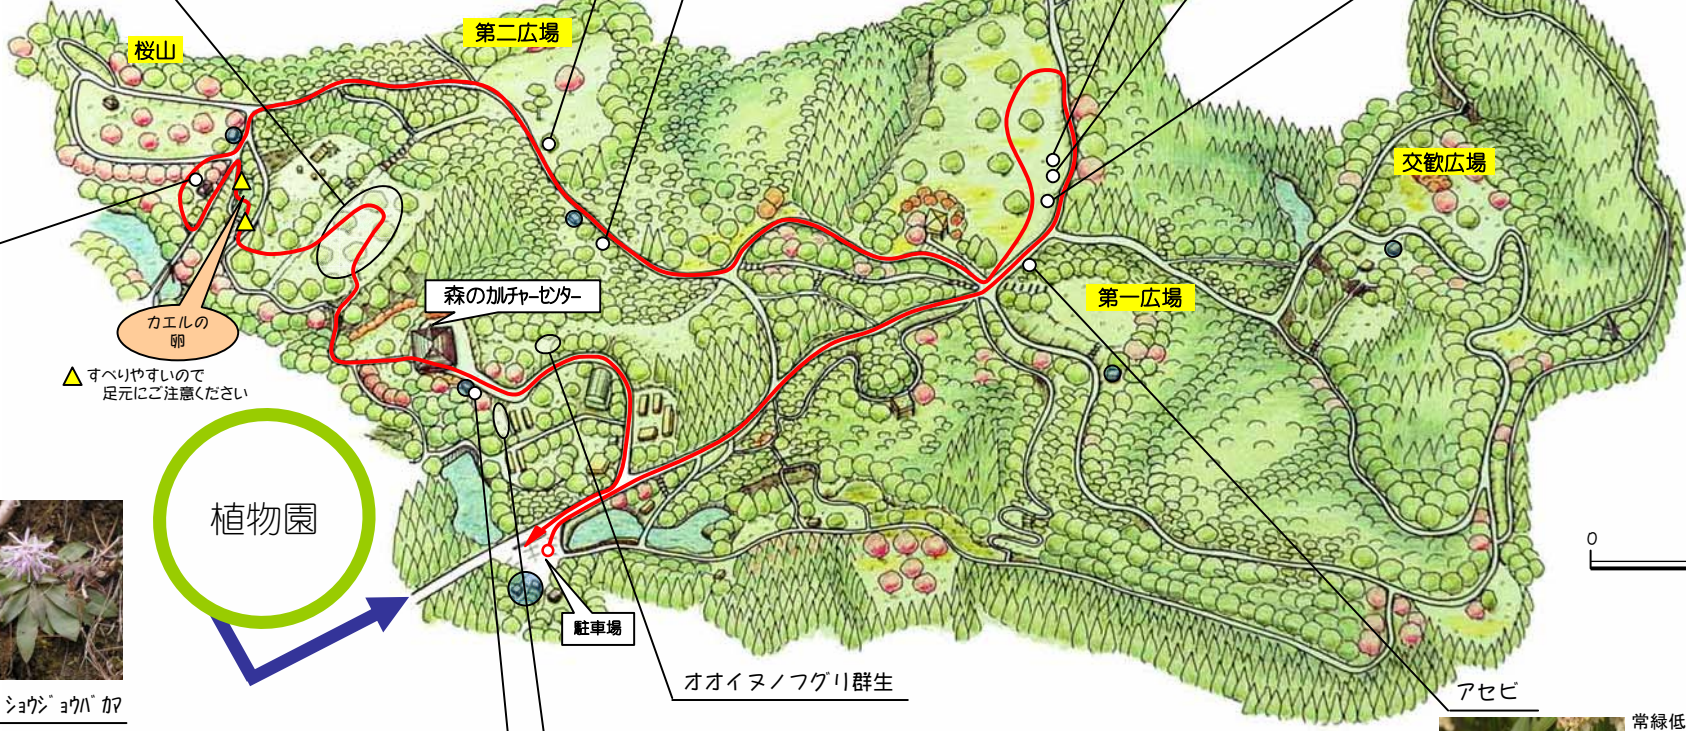 桜山
第二広場
交歓広場
森のカルチャーセンター
第一広場
カエルの
卵
すべりやすいので
足元にご注意ください
植物園
0
駐車場
オオイヌノフグリ群生
ショウジョウバカマ
アセビ
常緑低